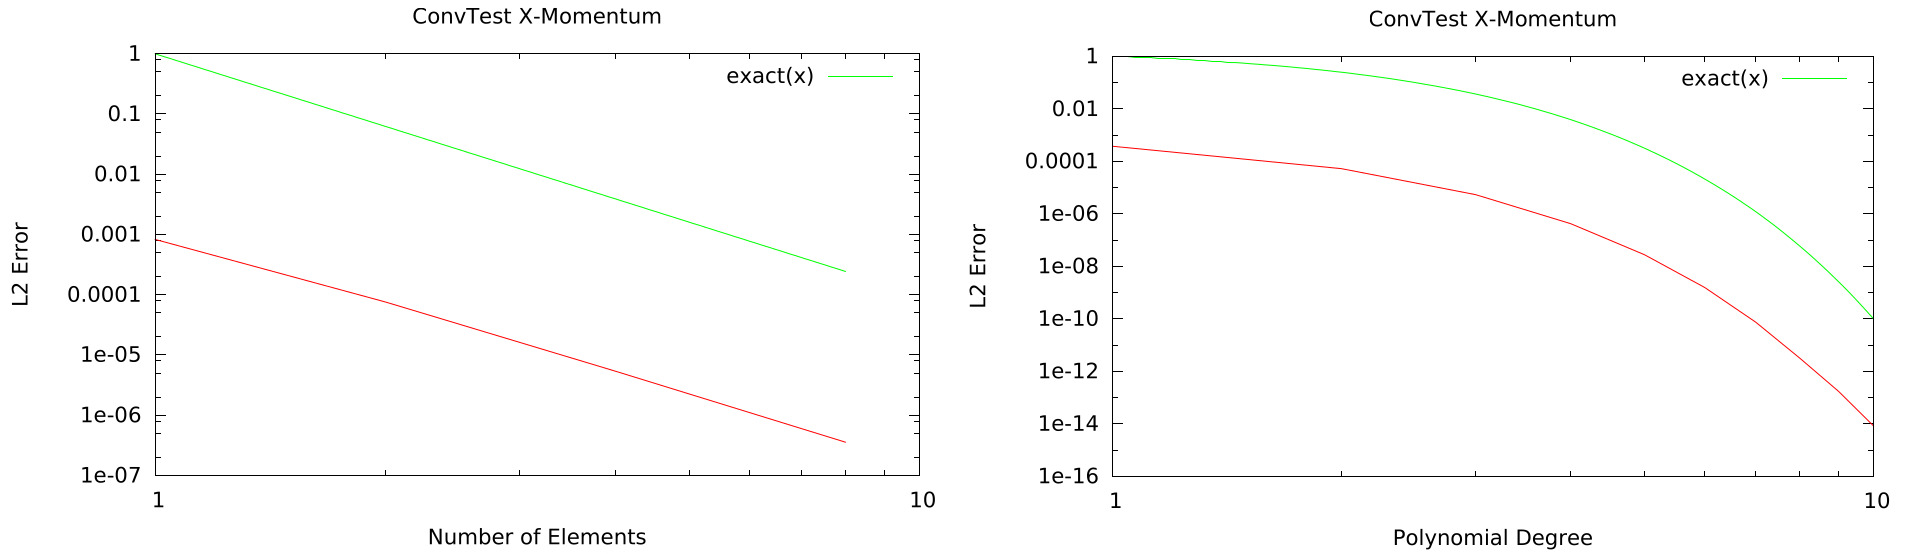 ConvTest X-Momentum
exact(x)
1
0.1
0.01
0.001
0.0001
1e-05
1e-06
1e-07
L2 Error
1 10
Number of Elements
ConvTest X-Momentum
exact(x)
1
0.01
0.0001
1e-06
1e-08
1e-10
1e-12
1e-14
1e-16
L2 Error
1 10
Polynomial Degree